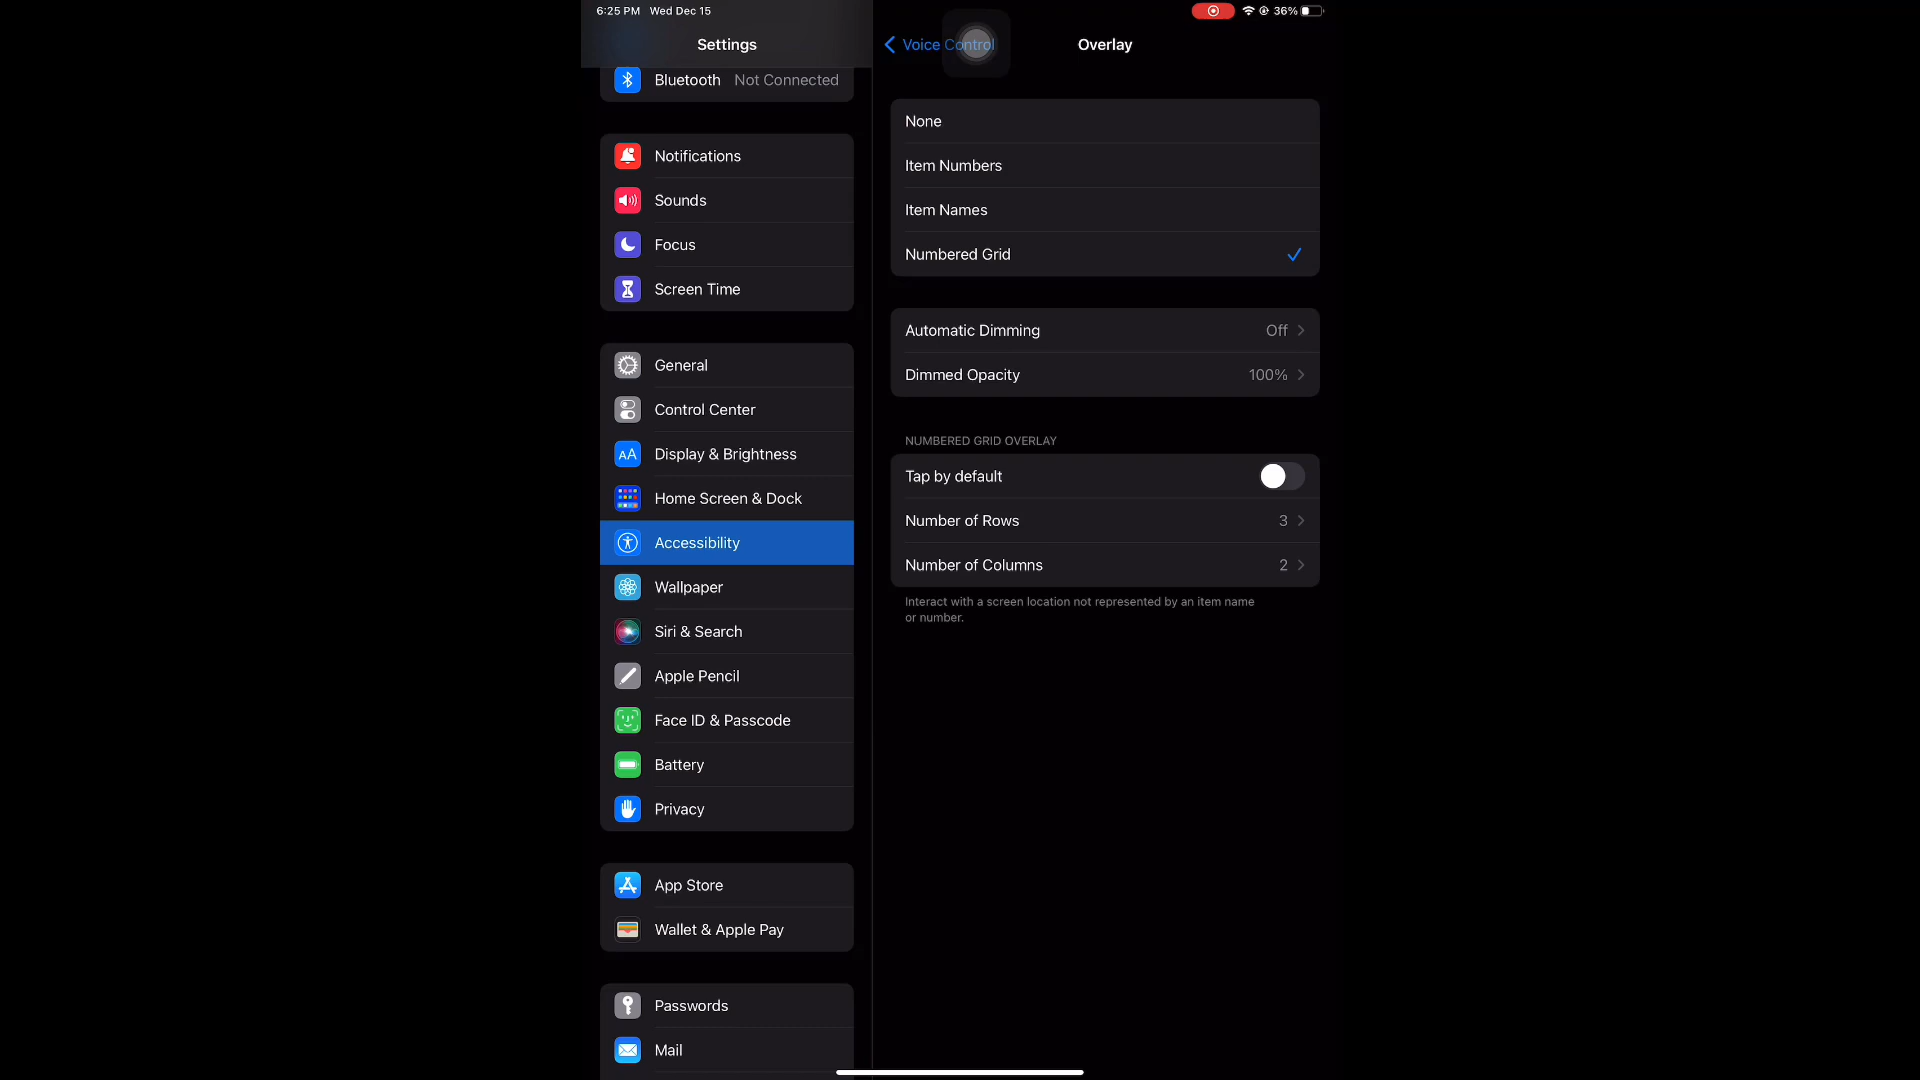 6:25 PM Wed Dec 15
36%
Settings
Bluetooth Not Connected
Notifications
Sounds
Focus
Screen Time
General
Control Center
AA Display & Brightness
Home Screen & Dock
Accessibility
Wallpaper
Siri & Search
Apple Pencil
Face ID & Passcode
Battery
Privacy
App Store
Wallet & Apple Pay
Passwords
Mail
Voice Control
Overlay
None
Item Numbers
Item Names
Numbered Grid
Automatic Dimming Off
Dimmed Opacity 100%
NUMBERED GRID OVERLAY
Tap by default
Number of Rows 3
Number of Columns 2
Interact with a screen location not represented by an item name
or number.